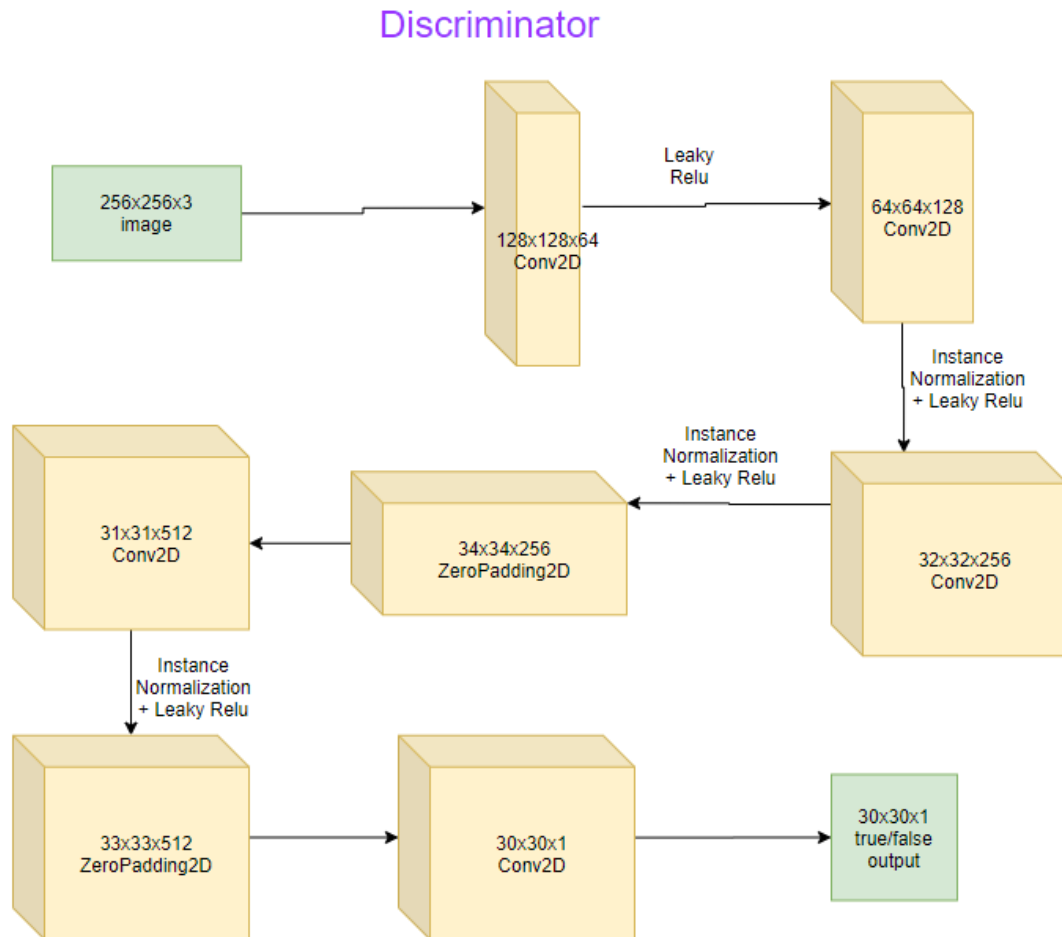 Discriminator
256x256x3
image
128x128x64
Conv2D
Leaky
Relu
64x64x128
Conv2D
Instance
Normalization
+ Leaky Relu
32x32x256
Conv2D
Instance
Normalization
+ Leaky Relu
34x34x256
ZeroPadding2D
31x31x512
Conv2D
Instance
Normalization
+ Leaky Relu
33x33x512
ZeroPadding2D
30x30x1
Conv2D
30x30x1
true/false
output